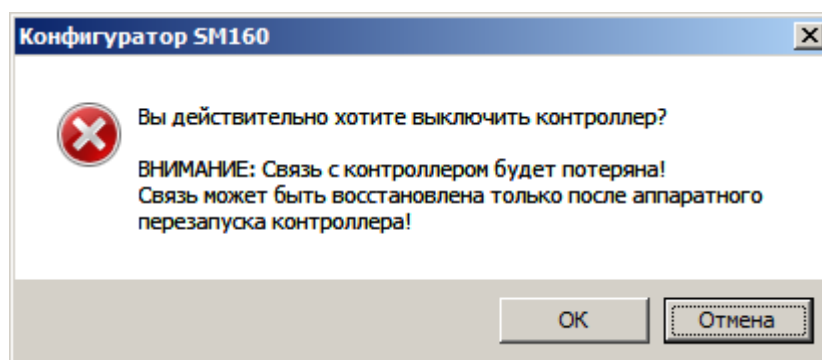 Конфигуратор SM160
Вы действительно хотите выключить контроллер?
ВНИМАНИЕ: Связь с контроллером будет потеряна!
Связь может быть восстановлена только после аппаратного
перезапуска контроллера!
ОК
Отмена